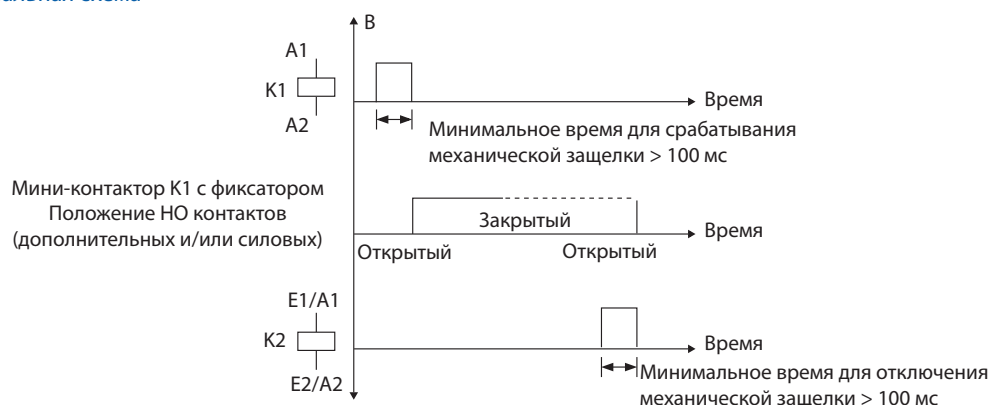 В
A1
K1
A2
Время
Минимальное время для срабатывания
механической защелки > 100 мс
Мини-контактор K1 с фиксатором
Положение НО контактов
(дополнительных и/или силовых)
Закрытый
Время
Открытый
Открытый
E1/A1
K2
E2/A2
Время
Минимальное время для отключения
механической защелки > 100 мс